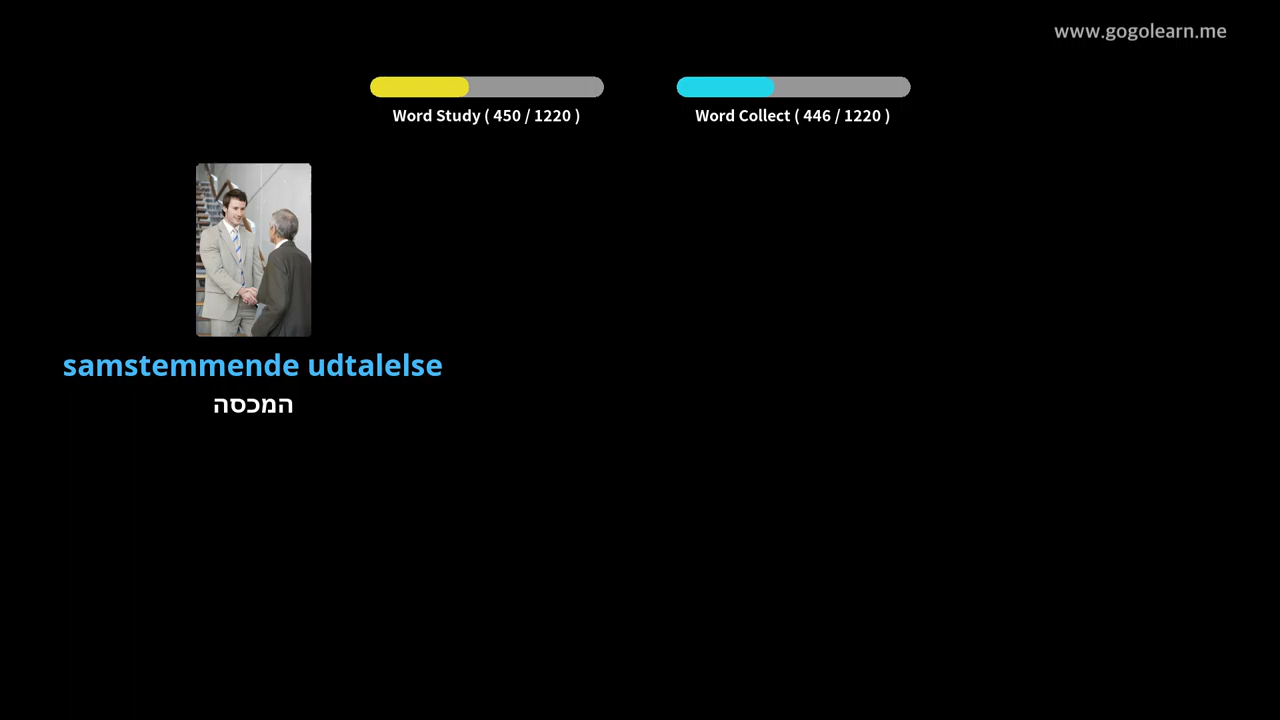 www.gogolearn.me
Word Study ( 450 / 1220 )
Word Collect ( 446 / 1220 )
samstemmende udtalelse
המכסה